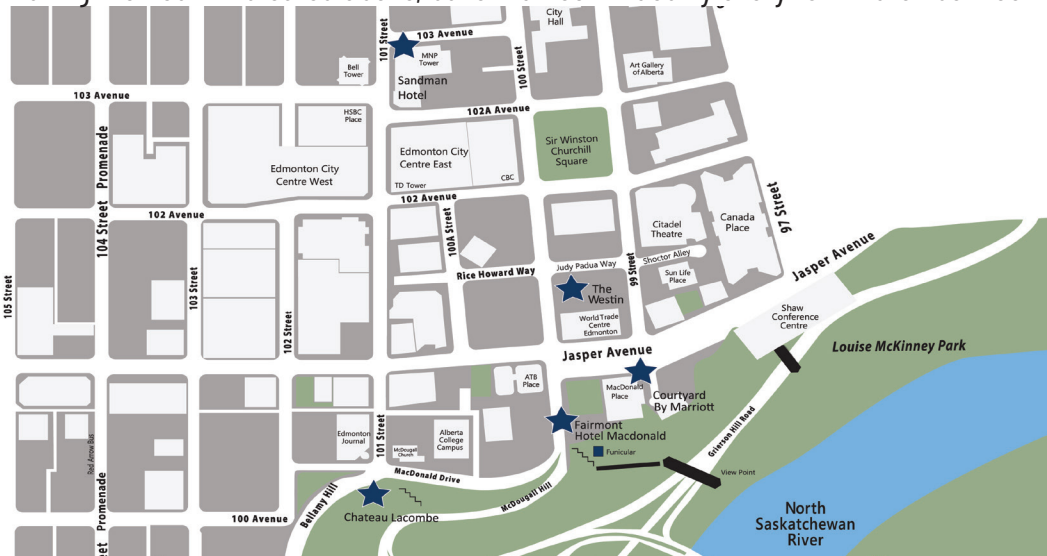 City
Hall
103 Avenue
101 Street
MNP
Tower
Bell
Tower
Sandman
Hotel
100 Street
Art Gallery
of Alberta
103 Avenue
HSBC
Place
102A Avenue
Edmonton City
Centre West
Edmonton City
Centre East
TD Tower
CBC
Sir Winston
Churchill
Square
104 Street
Promenade
102 Avenue
102 Avenue
97 Street
Citadel
Theatre
Canada
Place
100A Street
Rice Howard Way
Judy Padua Way
99 Street
Shoctor Alley
Sun Life
Place
Jasper Avenue
105 Street
103 Street
102 Street
The
Westin
World Trade
Centre
Edmonton
Shaw
Conference
Centre
Louise McKinney Park
Jasper Avenue
ATB
Place
MacDonald
Place
Courtyard
By Marriott
Fairmont
Hotel Macdonald
Funicular
Grierson Hill Road
View Point
101 Street
Edmonton
Journal
McDougall
Church
Alberta
College
Campus
Red Arrow Bus
MacDonald Drive
McDougall Hill
Bellamy Hill
Chateau Lacombe
100 Avenue
Promenade
North
Saskatchewan
River